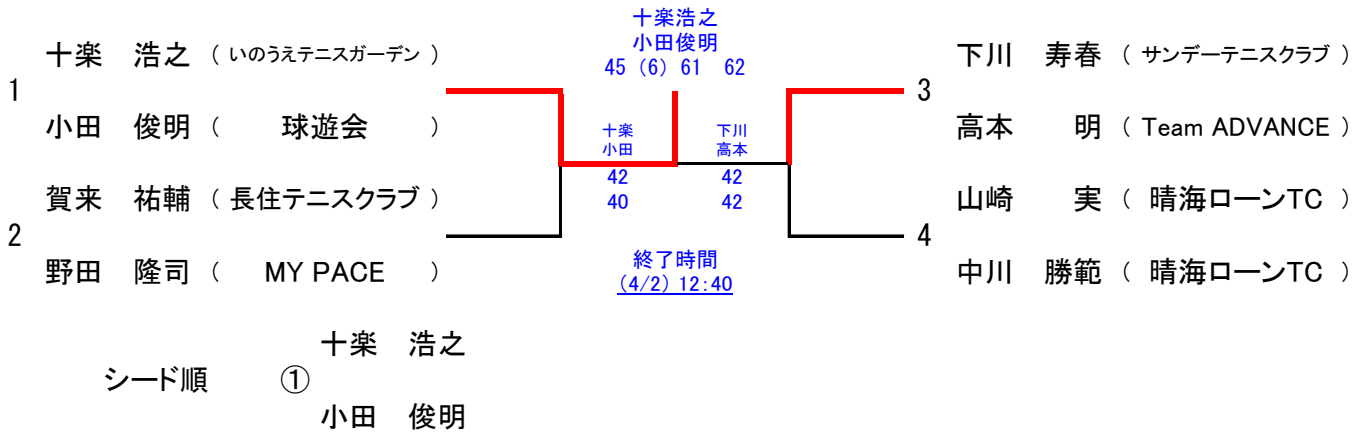 十楽浩之
小田俊明
45 (6) 61 62
十楽 浩之 ( いのうえテニスガーデン )
1
小田 俊明 ( 球遊会 )
賀来 祐輔 ( 長住テニスクラブ )
2
野田 隆司 ( MY PACE )
十楽
小田
42
40
下川
高本
42
42
終了時間
(4/2) 12:40
下川 寿春 ( サンデーテニスクラブ )
3
高本 明 ( Team ADVANCE )
山崎 実 ( 晴海ローンTC )
4
中川 勝範 ( 晴海ローンTC )
十楽 浩之
シード順 ①
小田 俊明